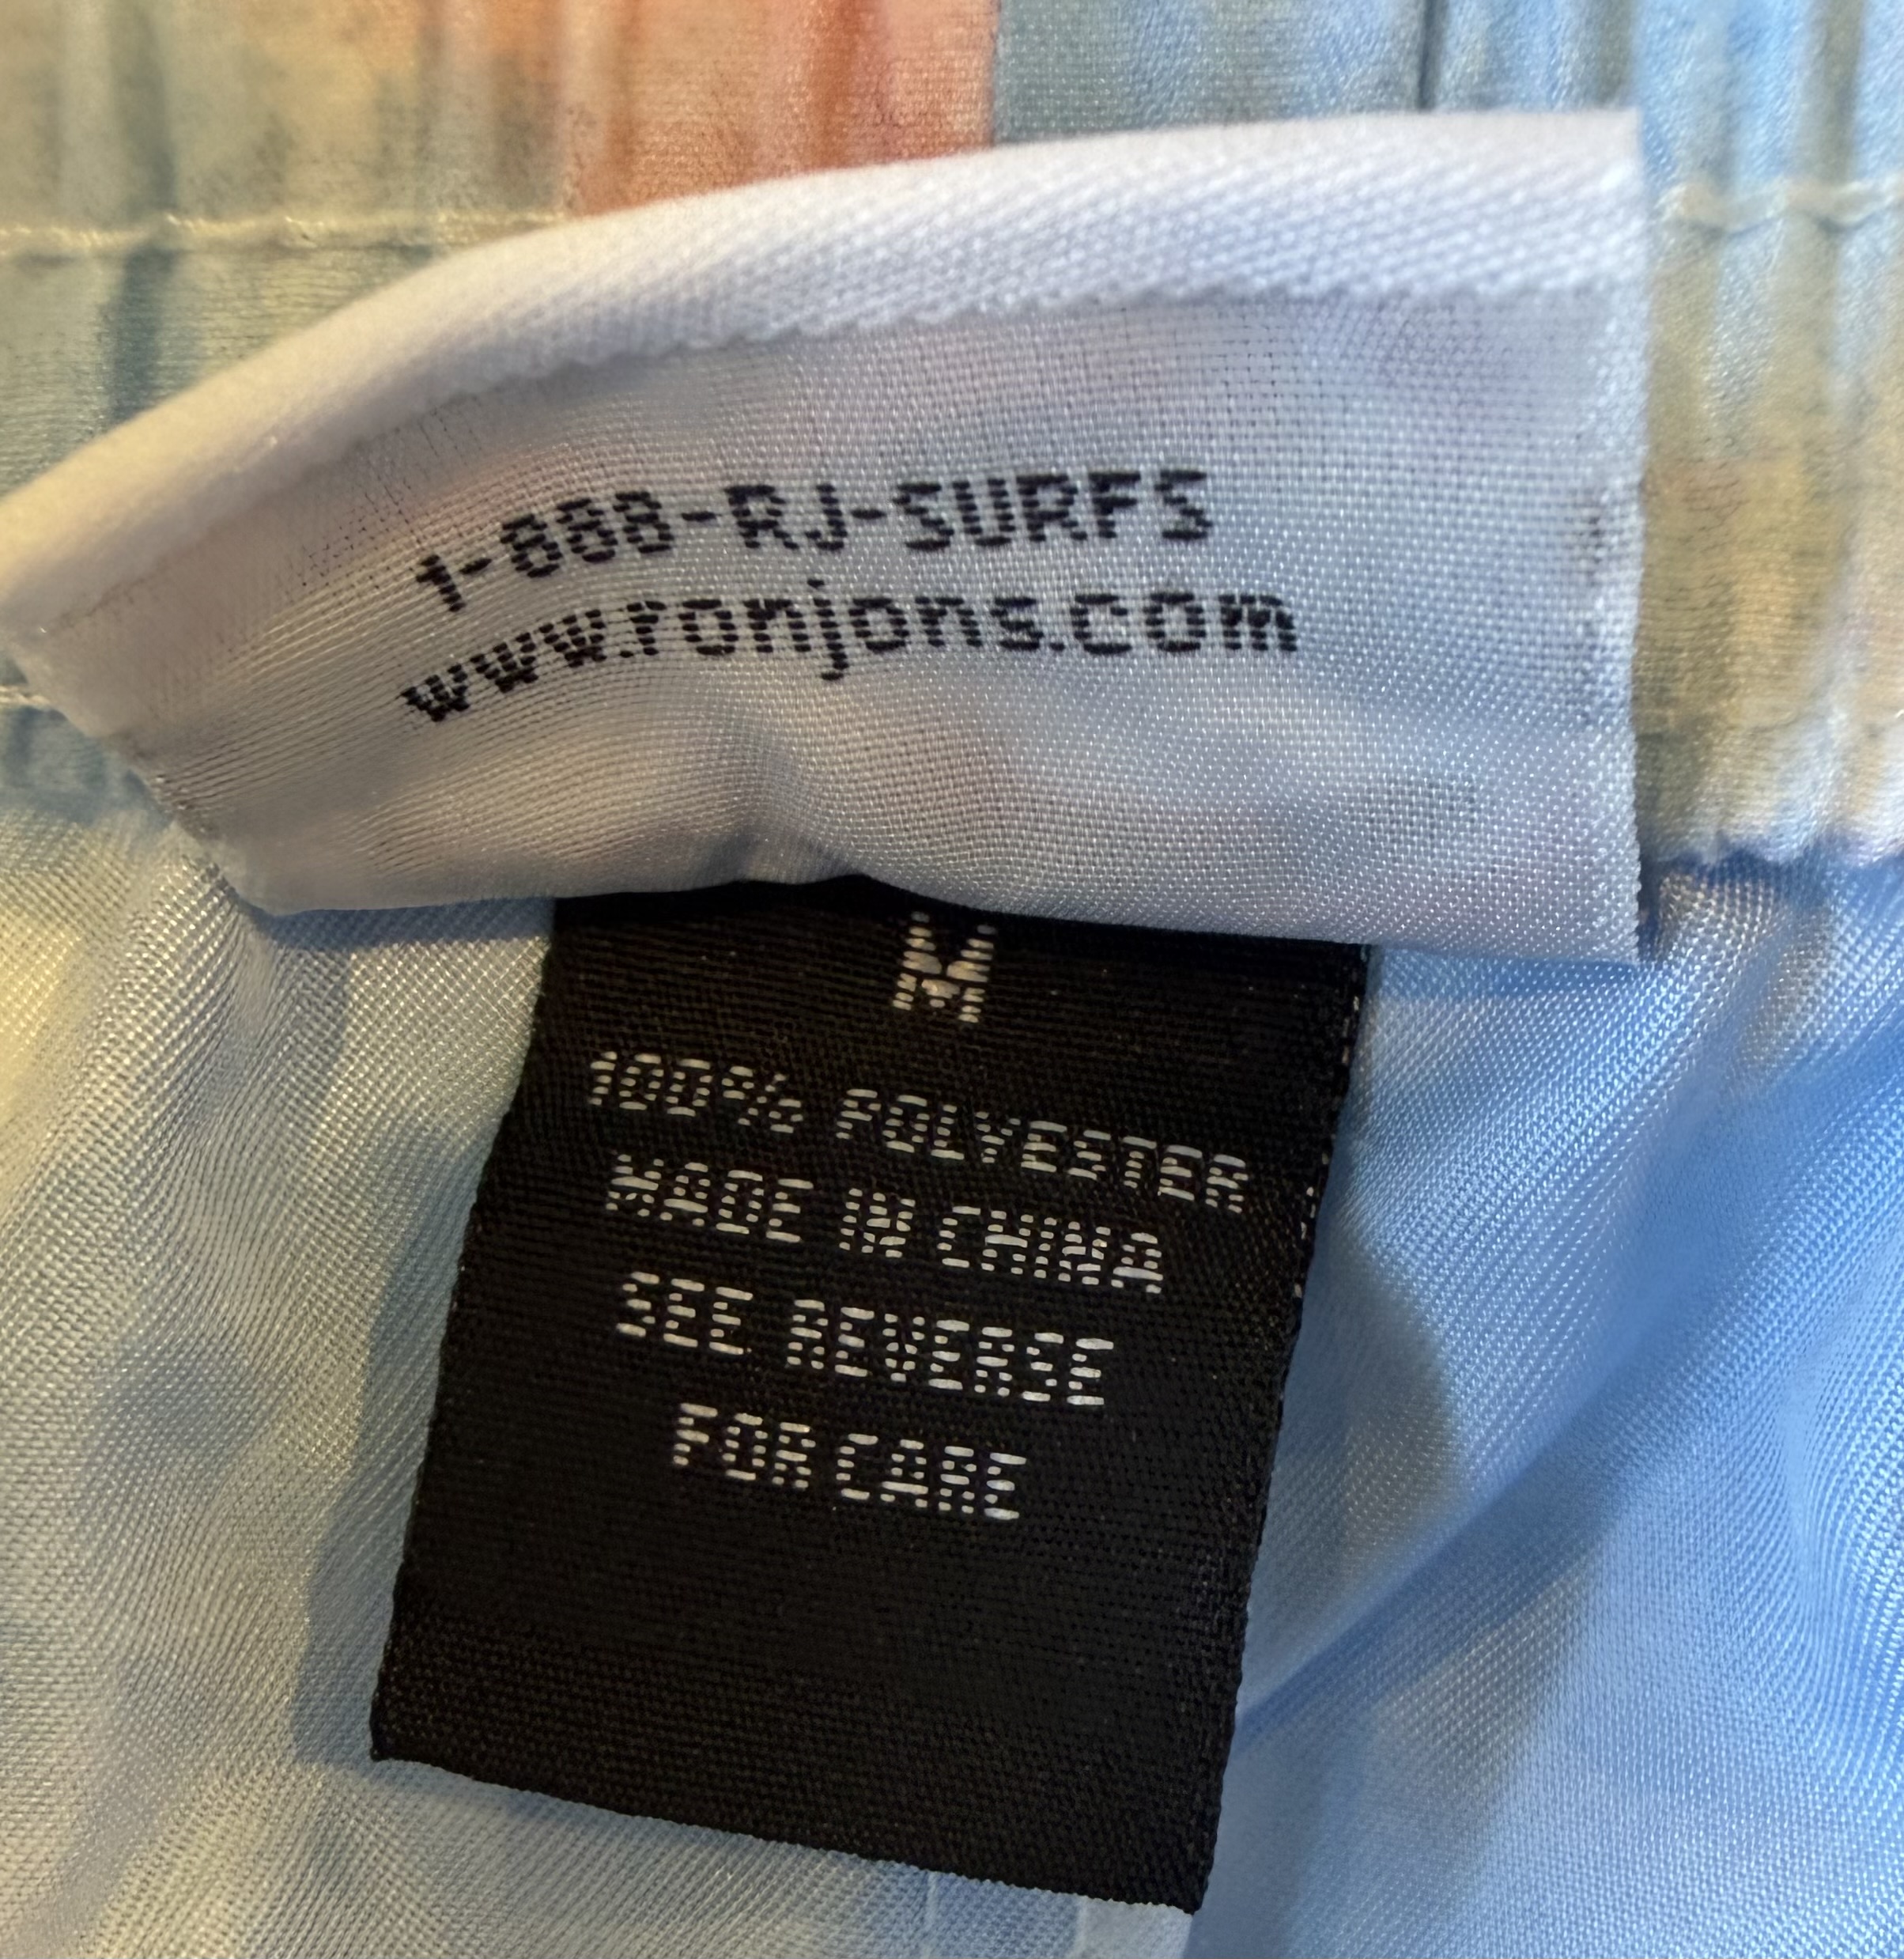 1-888-RJ-SURFS
www.ronjons.com
M
100% POLYESTER
MADE IN CHINA
SEE REVERSE
FOR CARE